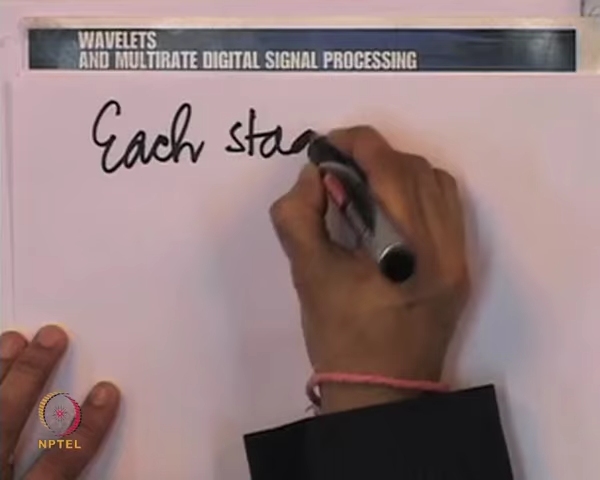 WAVELETS
AND MULTIRATE DIGITAL SIGNAL PROCESSING
Each sta
NPTEL